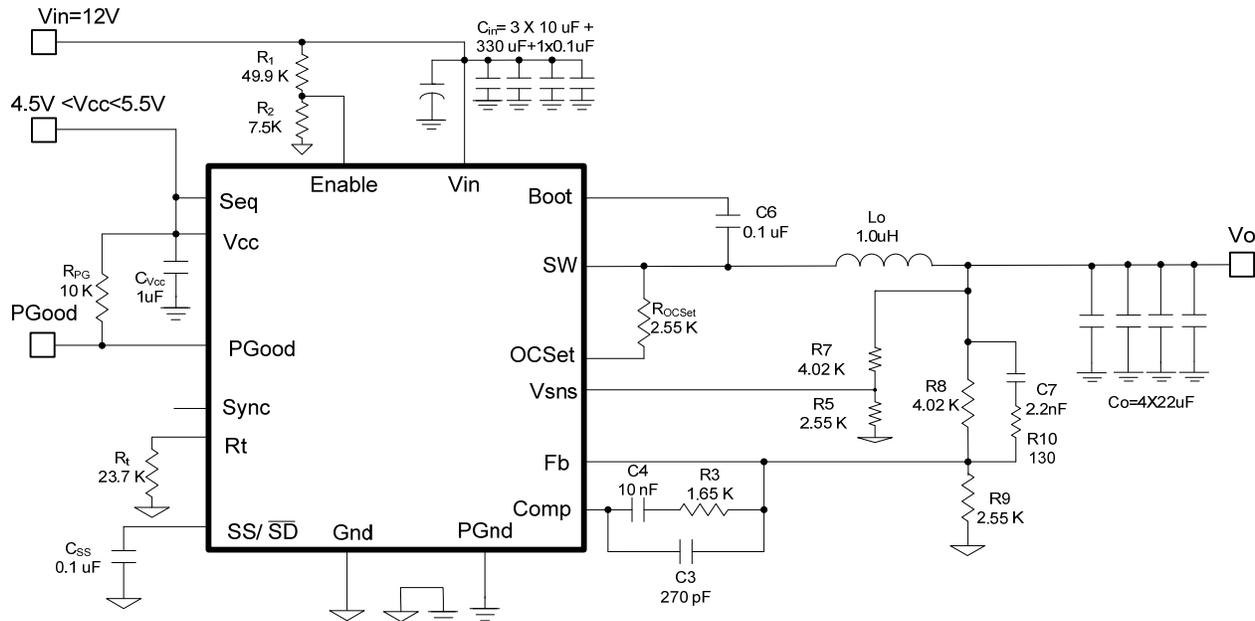 Vin=12V
Cin= 3 X 10 uF +
330 uF+1x0.1uF
R1
49.9 K
4.5V <Vcc<5.5V
R2
7.5K
Enable
Vin
Boot
Seq
C6
0.1 uF
Lo
1.0uH
Vo
Vcc
SW
RPG
10 K
CVcc
1uF
ROCSet
2.55 K
PGood
PGood
OCSet
R7
4.02 K
Vsns
R8
4.02 K
C7
2.2nF
Co=4X22uF
Sync
R5
2.55 K
R10
130
Rt
Rt
23.7 K
Fb
C4
10 nF
R3
1.65 K
Comp
R9
2.55 K
SS/ SD
Gnd
PGnd
CSS
0.1 uF
C3
270 pF